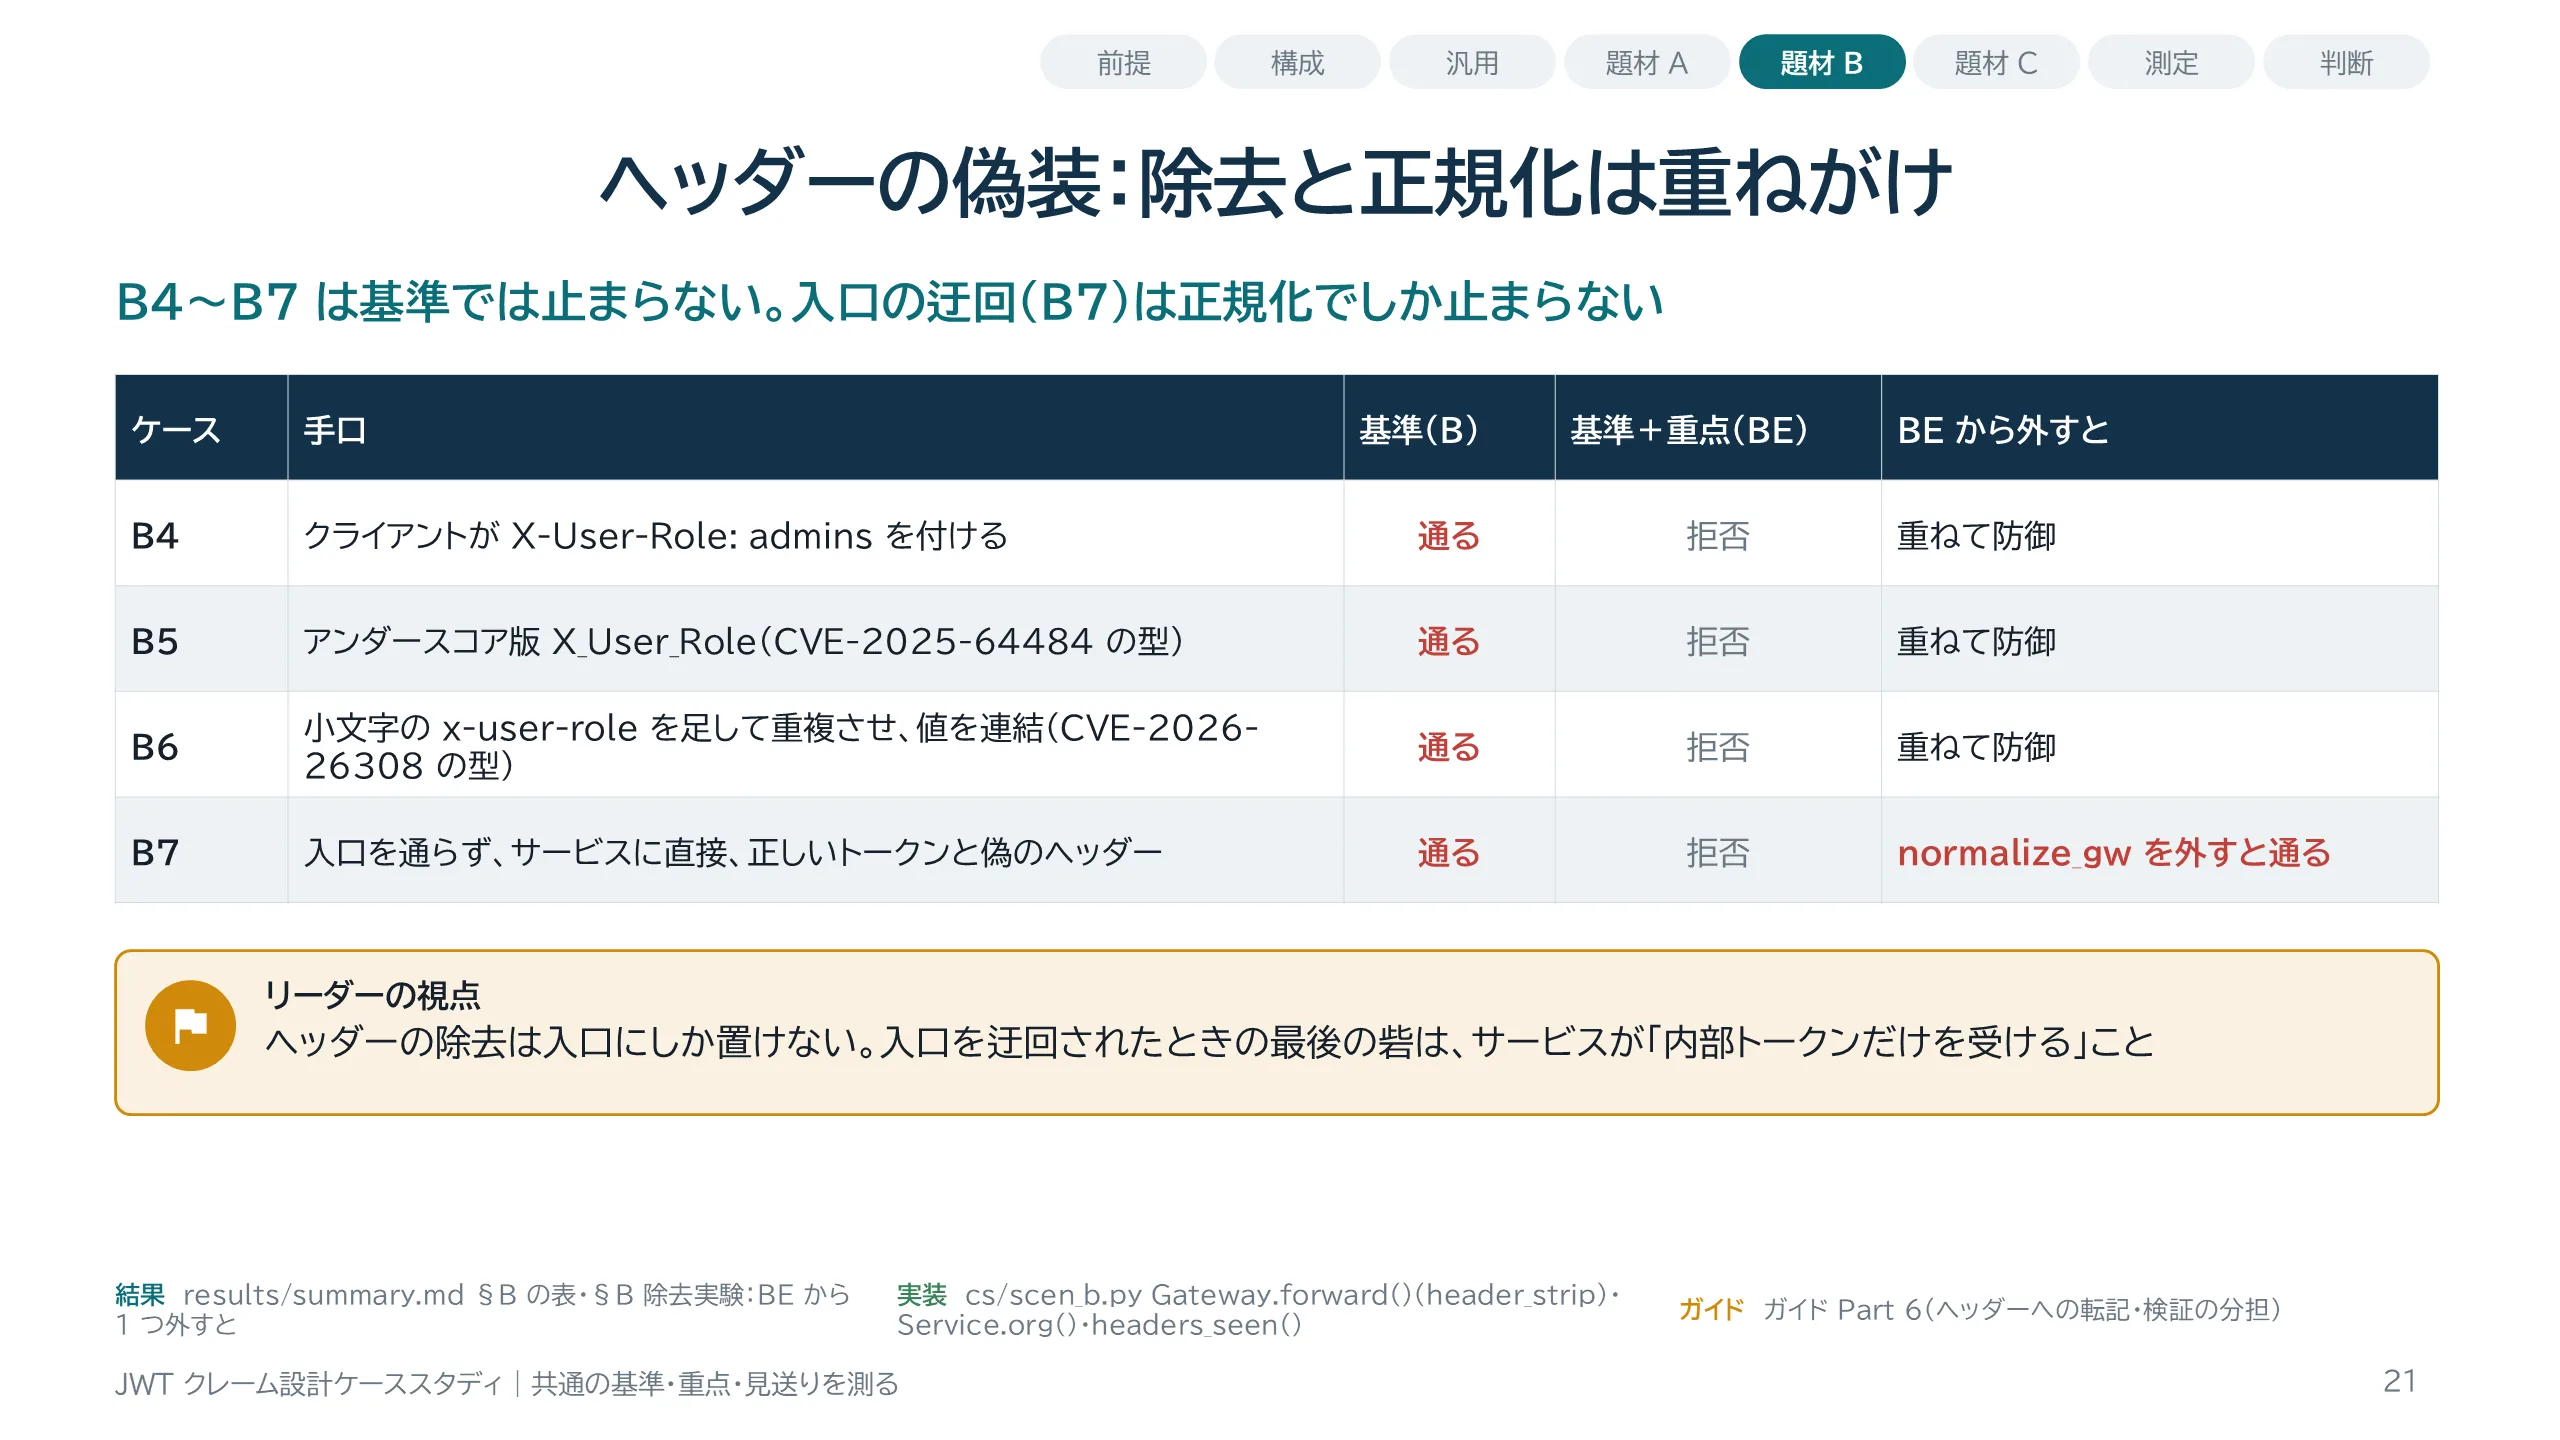 前提 構成 汎用 題材 A 題材 B 題材 C 測定 判断
ヘッダーの偽装：除去と正規化は重ねがけ
B4～B7 は基準では止まらない。入口の迂回（B7）は正規化でしか止まらない
ケース 手口 基準（B） 基準＋重点（BE） BE から外すと
B4 クライアントが X-User-Role: admins を付ける 通る 拒否 重ねて防御
B5 アンダースコア版 X_User_Role（CVE-2025-64484 の型） 通る 拒否 重ねて防御
B6 小文字の x-user-role を足して重複させ、値を連結（CVE-2026-
26308 の型） 通る 拒否 重ねて防御
B7 入口を通らず、サービスに直接、正しいトークンと偽のヘッダー 通る 拒否 normalize_gw を外すと通る
リーダーの視点
ヘッダーの除去は入口にしか置けない。入口を迂回されたときの最後の砦は、サービスが「内部トークンだけを受ける」こと
結果 results/summary.md §B の表・§B 除去実験：BE から
1 つ外すと
実装 cs/scen_b.py Gateway.forward()(header_strip)・
Service.org()・headers_seen()
ガイド ガイド Part 6（ヘッダーへの転記・検証の分担）
JWT クレーム設計ケーススタディ｜共通の基準・重点・見送りを測る
21